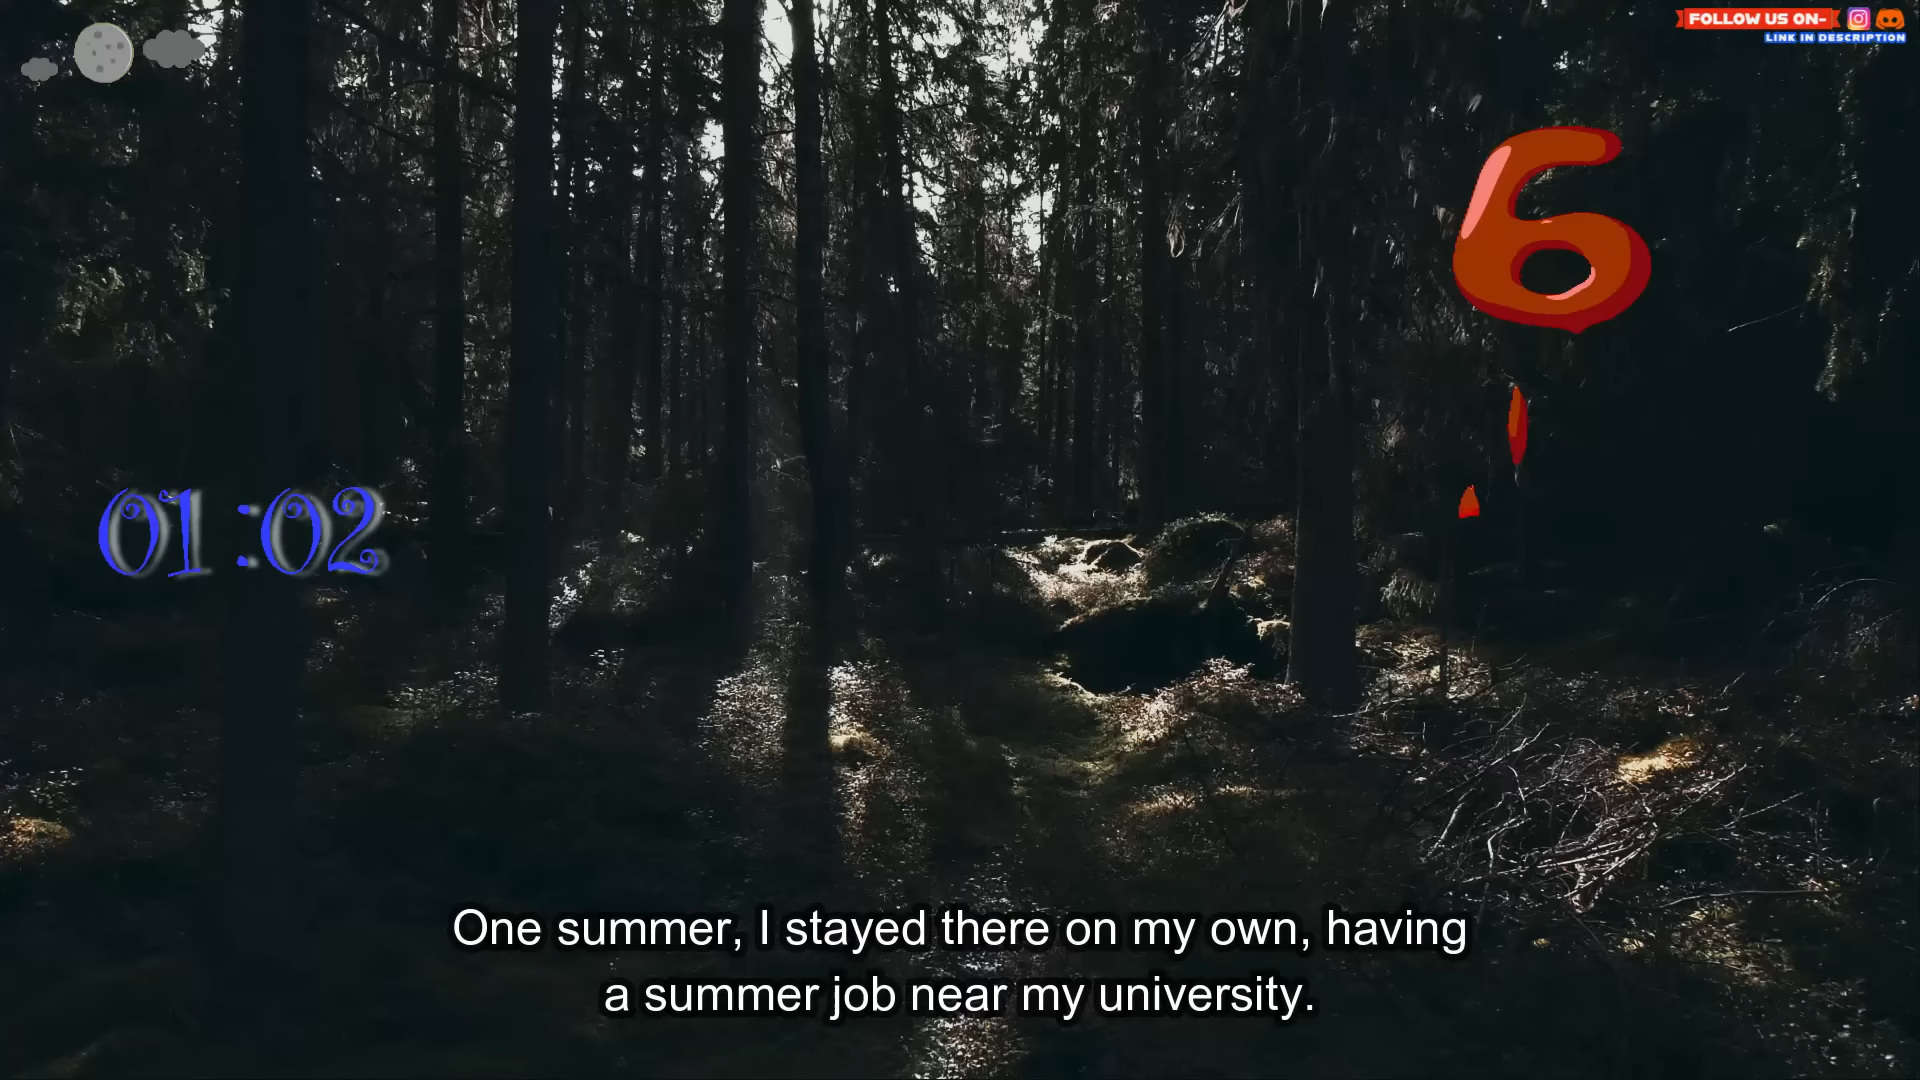 FOLLOW US ON-
LINK IN DESCRIPTION
6
01:02
One summer, I stayed there on my own, having
a summer job near my university.